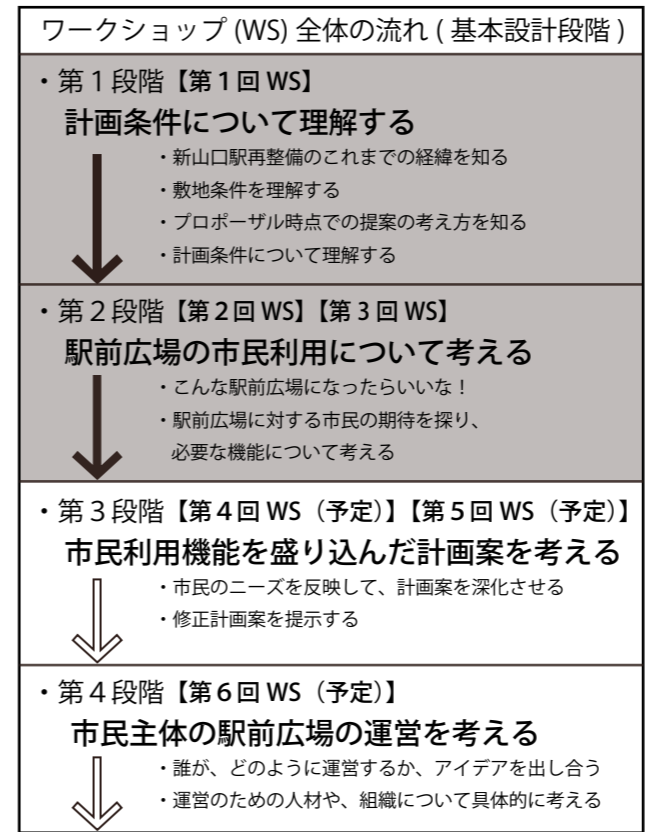 ワークショップ (WS) 全体の流れ ( 基本設計段階 )
・第１段階【第１回 WS】
計画条件について理解する
・新山口駅再整備のこれまでの経緯を知る
・敷地条件を理解する
・プロポーザル時点での提案の考え方を知る
・計画条件について理解する
・第２段階【第２回 WS】【第３回 WS】
駅前広場の市民利用について考える
・こんな駅前広場になったらいいな！
・駅前広場に対する市民の期待を探り、
必要な機能について考える
・第３段階【第４回 WS（予定）】【第５回 WS（予定）】
市民利用機能を盛り込んだ計画案を考える
・市民のニーズを反映して、計画案を深化させる
・修正計画案を提示する
・第４段階【第６回 WS（予定）】
市民主体の駅前広場の運営を考える
・誰が、どのように運営するか、アイデアを出し合う
・運営のための人材や、組織について具体的に考える